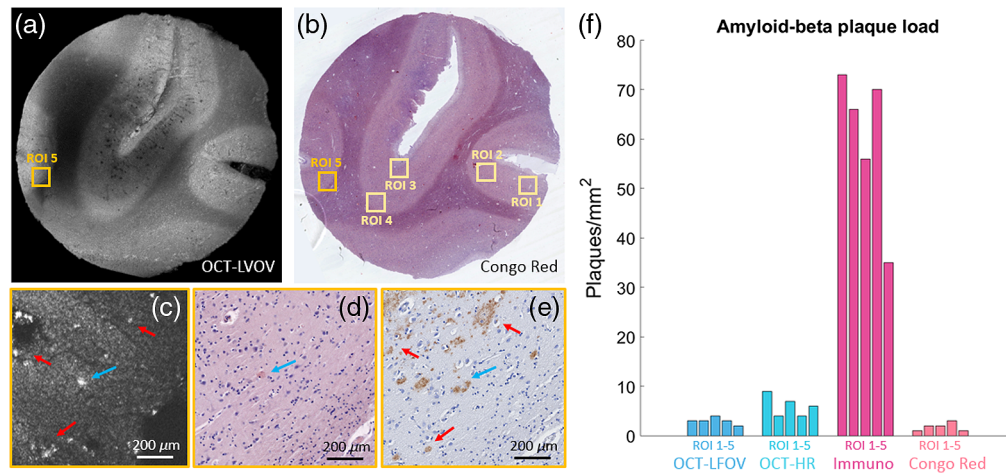 (a)
ROI 5
OCT-LVOV
(b)
ROI 5
ROI 3
ROI 2
ROI 1
ROI 4
Congo Red
(c)
200 µm
(d)
200 µm
(e)
200 µm
(f)
Amyloid-beta plaque load
Plaques/mm²
80
70
60
50
40
30
20
10
0
ROI 1-5
OCT-LFOV
ROI 1-5
OCT-HR
ROI 1-5
Immuno
ROI 1-5
Congo Red